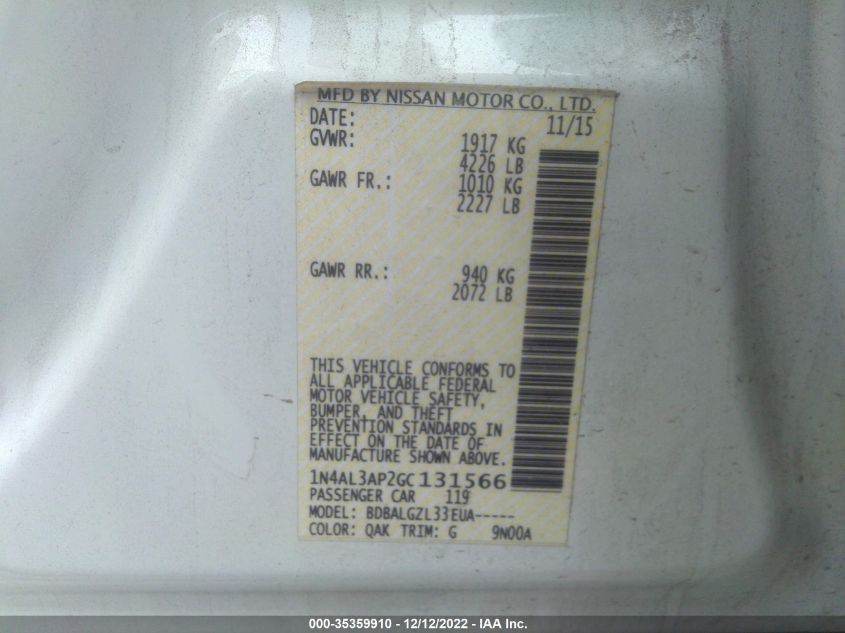 MFD BY NISSAN MOTOR CO., LTD.
DATE: 11/15
GVWR: 1917 KG
4226 LB
GAWR FR.: 1010 KG
2227 LB
GAWR RR.: 940 KG
2072 LB
THIS VEHICLE CONFORMS TO
ALL APPLICABLE FEDERAL
MOTOR VEHICLE SAFETY,
BUMPER, AND THEFT
PREVENTION STANDARDS IN
EFFECT ON THE DATE OF
MANUFACTURE SHOWN ABOVE.
1N4AL3AP2GC131566
PASSENGER CAR 119
MODEL: BDBALGZL33EUA-----
COLOR: QAK TRIM: G 9N00A
000-35359910 - 12/12/2022 - IAA Inc.